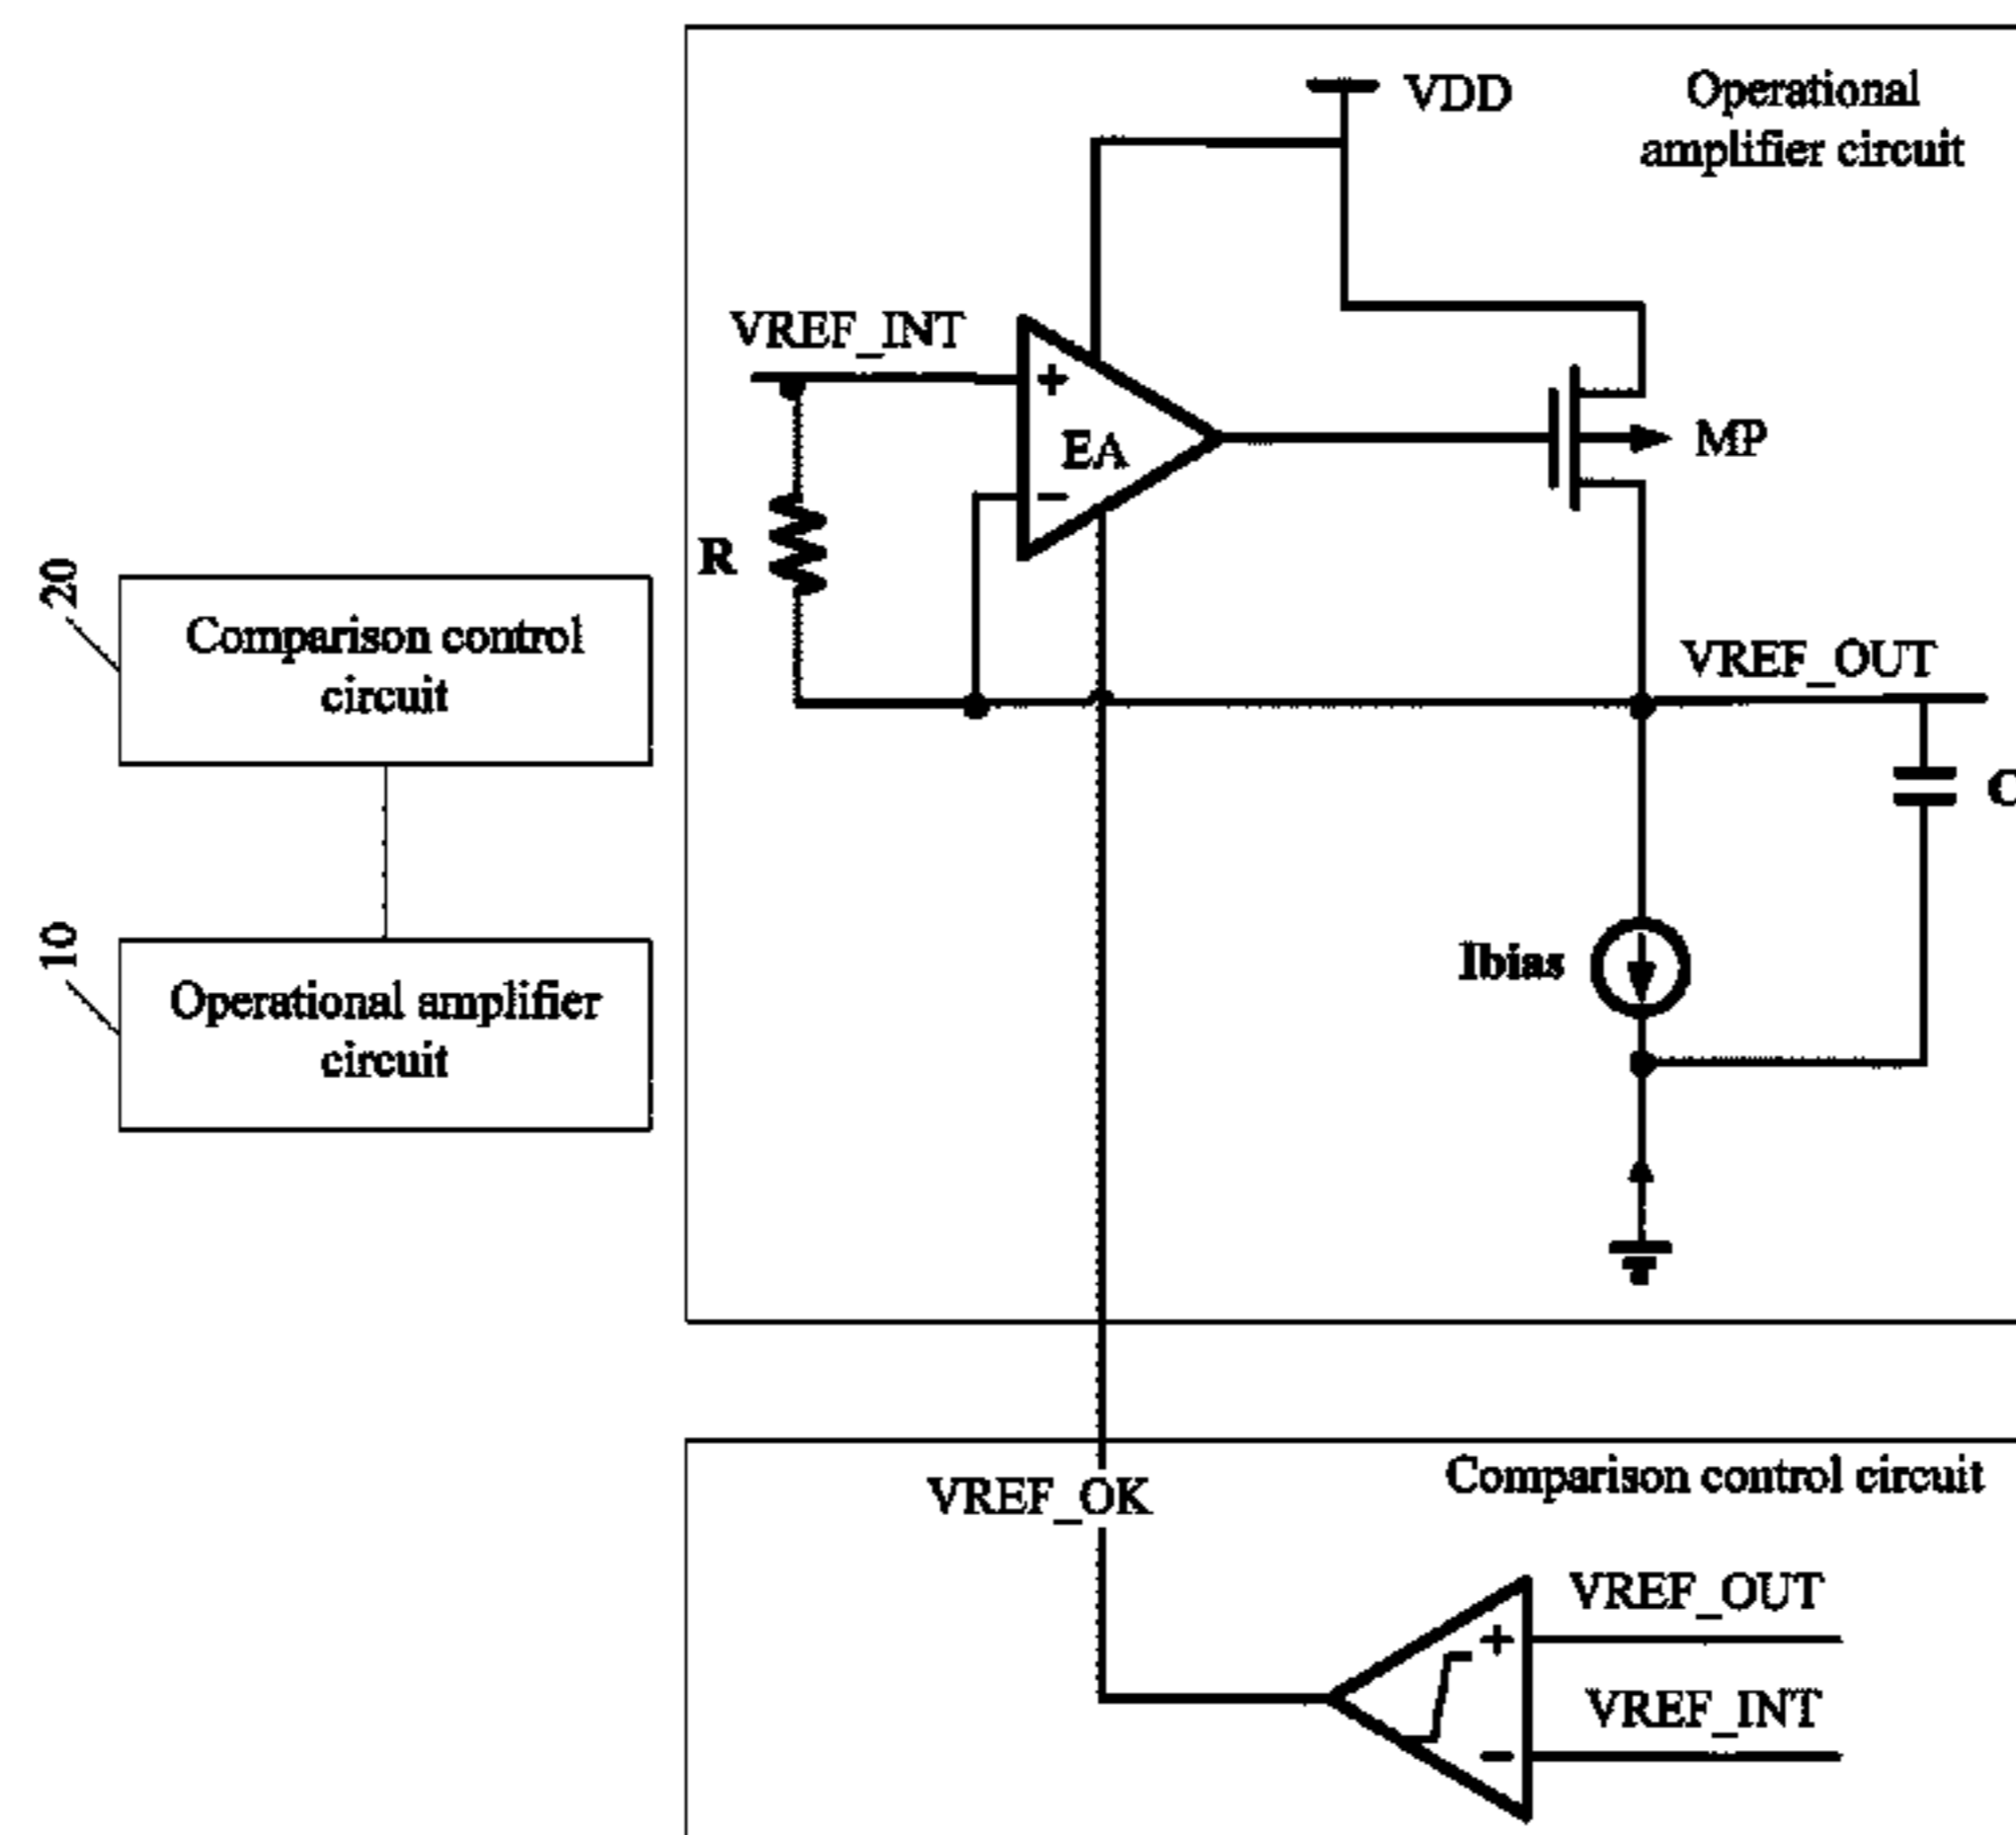 20
Comparison control
circuit
10
Operational amplifier
circuit
VDD
Operational
amplifier circuit
VREF_INT
+
EA
−
MP
R
VREF_OUT
Ibias
VREF_OK
Comparison control circuit
VREF_OUT
+
VREF_INT
−